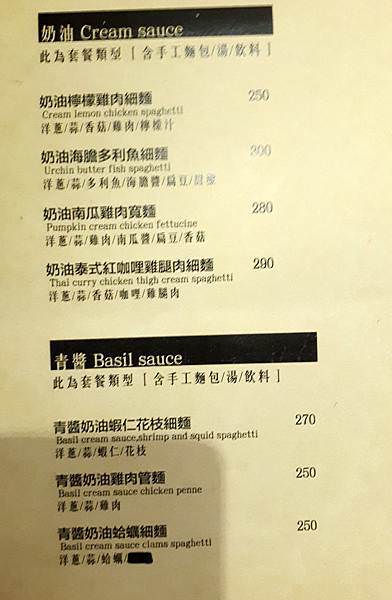 奶油 Cream sauce
此為套餐類型 [ 含手工麵包/湯/飲料 ]
奶油檸檬雞肉細麵 250
Cream lemon chicken spaghetti
洋蔥/蒜/香菇/雞肉/檸檬汁
奶油海膽多利魚細麵 300
Urchin butter fish spaghetti
洋蔥/蒜/多利魚/海膽醬/扁豆/
奶油南瓜雞肉寬麵 280
Pumpkin cream chicken fettucine
洋蔥/蒜/雞肉/南瓜醬/扁豆/香菇
奶油泰式紅咖哩雞腿肉細麵 290
Thai curry chicken thigh cream spaghetti
洋蔥/蒜/香菇/咖哩/雞腿肉
青醬 Basil sauce
此為套餐類型 [ 含手工麵包/湯/飲料 ]
青醬奶油蝦仁花枝細麵 270
Basil cream sauce,shrimp and squid spaghetti
洋蔥/蒜/蝦仁/花枝
青醬奶油雞肉管麵 250
Basil cream sauce chicken penne
洋蔥/蒜/雞肉
青醬奶油蛤蠣細麵 250
Basil cream sauce clams spaghetti
洋蔥/蒜/蛤蠣/